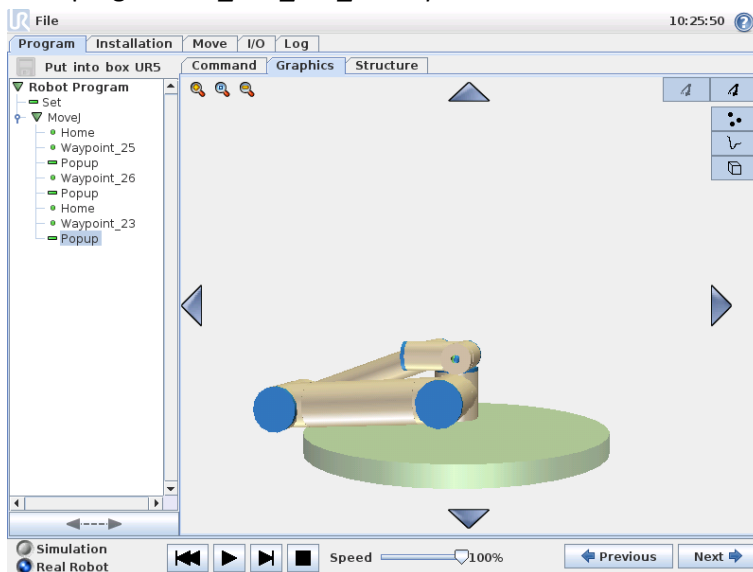 File
10:25:50
Program Installation Move I/O Log
Put into box UR5
Command Graphics Structure
Robot Program
Set
MoveJ
Home
Waypoint_25
Popup
Waypoint_26
Popup
Home
Waypoint_23
Popup
Simulation
Real Robot
Speed 100%
Previous
Next